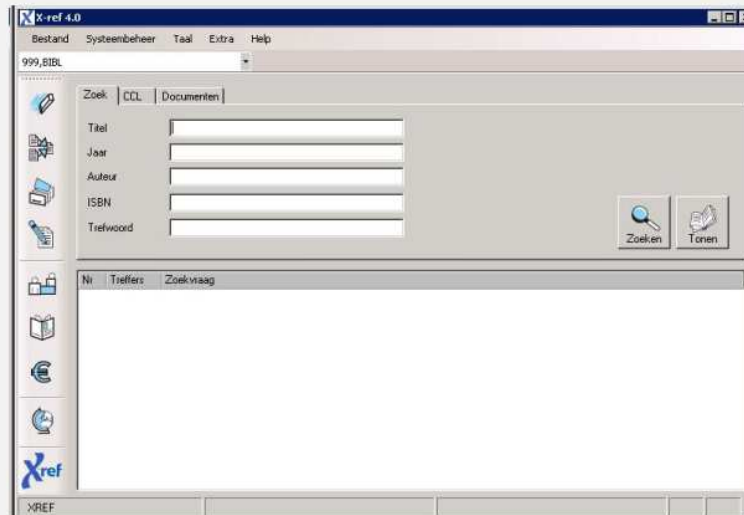 X-ref 4.0
Bestand Systeembeheer Taal Extra Help
999,BIBL
Zoek CCL Documenten
Titel
Jaar
Auteur
ISBN
Trefwoord
Zoeken Tonen
Nr Treffers Zoekvraag
Xref
XREF